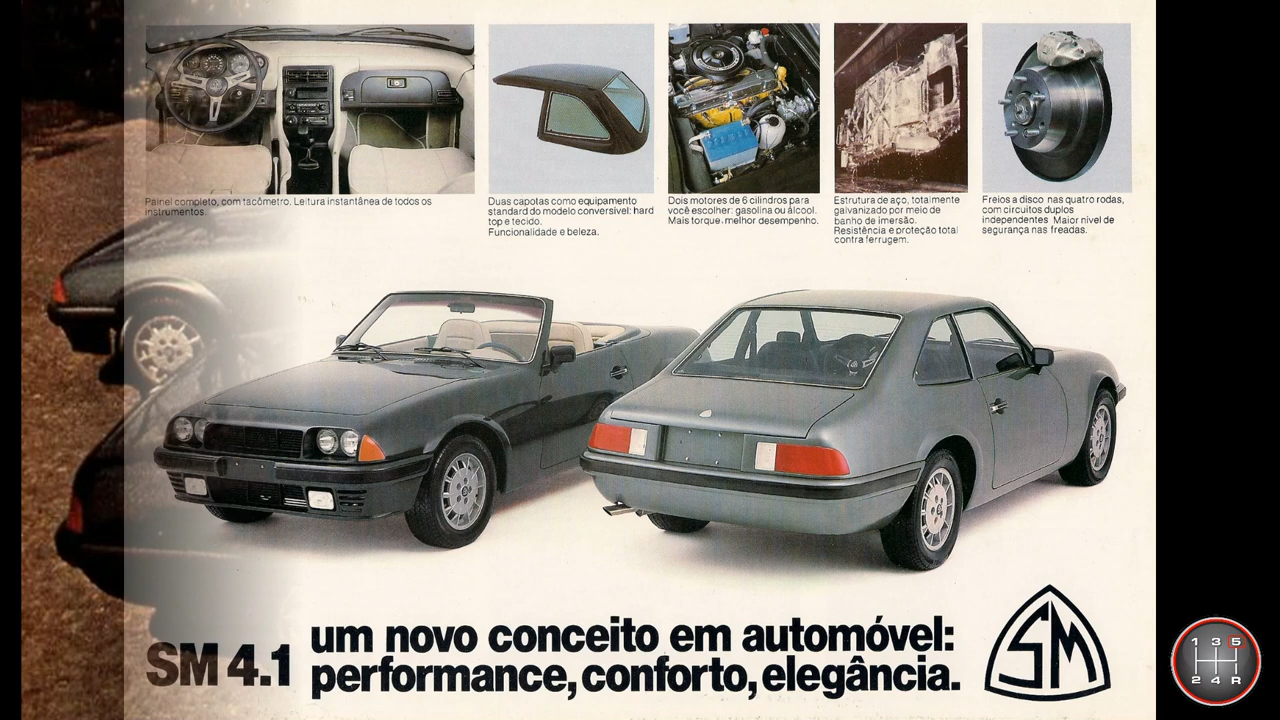 Painel completo, com tacômetro. Leitura instantânea de todos os
instrumentos.
Duas capotas como equipamento
standard do modelo conversível: hard
top e tecido.
Funcionalidade e beleza.
Dois motores de 6 cilindros para
você escolher: gasolina ou álcool.
Mais torque, melhor desempenho.
Estrutura de aço, totalmente
galvanizado por meio de
banho de imersão.
Resistência e proteção total
contra ferrugem.
Freios a disco nas quatro rodas,
com circuitos duplos
independentes Maior nível de
segurança nas freadas.
SM 4.1
um novo conceito em automóvel:
performance, conforto, elegância.
SM
1 3 5
2 4 R